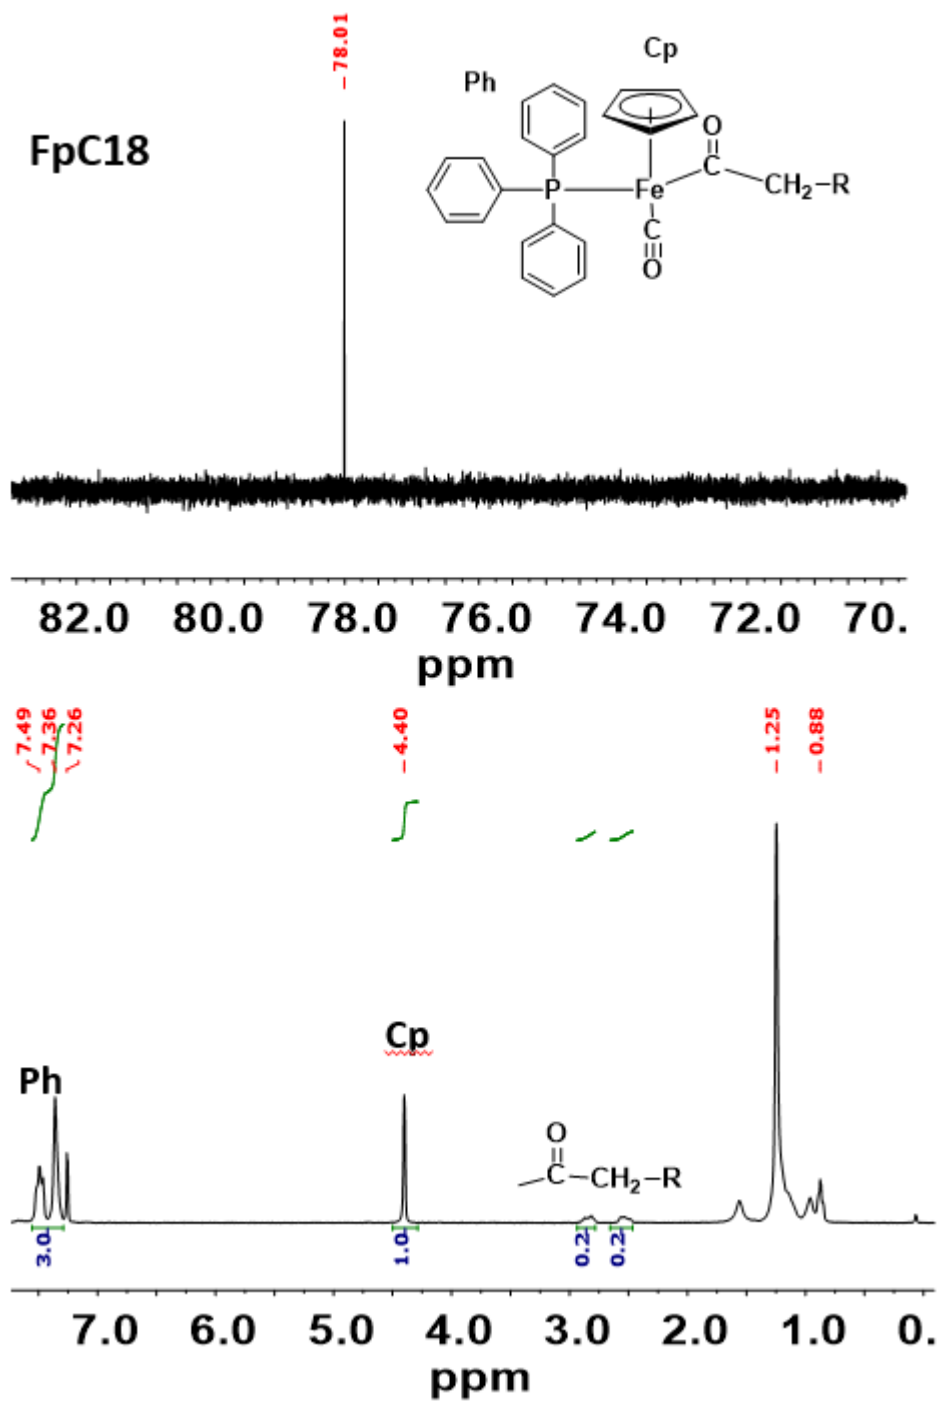 –78.01
Cp
Ph
FpC18
O
C
CH2–R
P
Fe
C
O
82.0 80.0 78.0 76.0 74.0 72.0 70.
ppm
7.49
7.36
7.26
–4.40
–1.25
–0.88
Cp
Ph
O
C–CH2–R
3.0
1.0
0.2
0.2
7.0 6.0 5.0 4.0 3.0 2.0 1.0 0.
ppm